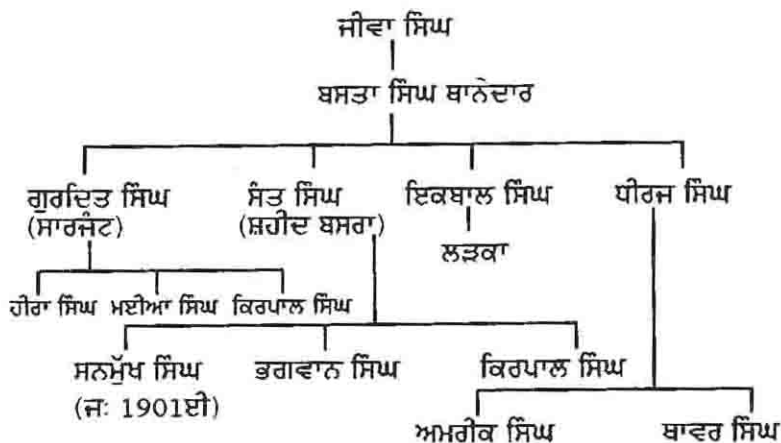 ਜੀਵਾ ਸਿੰਘ
ਬਸਤਾ ਸਿੰਘ ਥਾਨੇਦਾਰ
ਗੁਰਦਿਤ ਸਿੰਘ ਸੰਤ ਸਿੰਘ ਇਕਬਾਲ ਸਿੰਘ ਧੀਰਜ ਸਿੰਘ
(ਸਾਰਜੰਟ) (ਸ਼ਹੀਦ ਬਸਰਾ)
ਲੜਕਾ
ਹੀਰਾ ਸਿੰਘ ਮਈਆ ਸਿੰਘ ਕਿਰਪਾਲ ਸਿੰਘ
ਸਨਮੁੱਖ ਸਿੰਘ ਭਗਵਾਨ ਸਿੰਘ ਕਿਰਪਾਲ ਸਿੰਘ
(ਜ: 1901ਈ)
ਅਮਰੀਕ ਸਿੰਘ ਥਾਵਰ ਸਿੰਘ